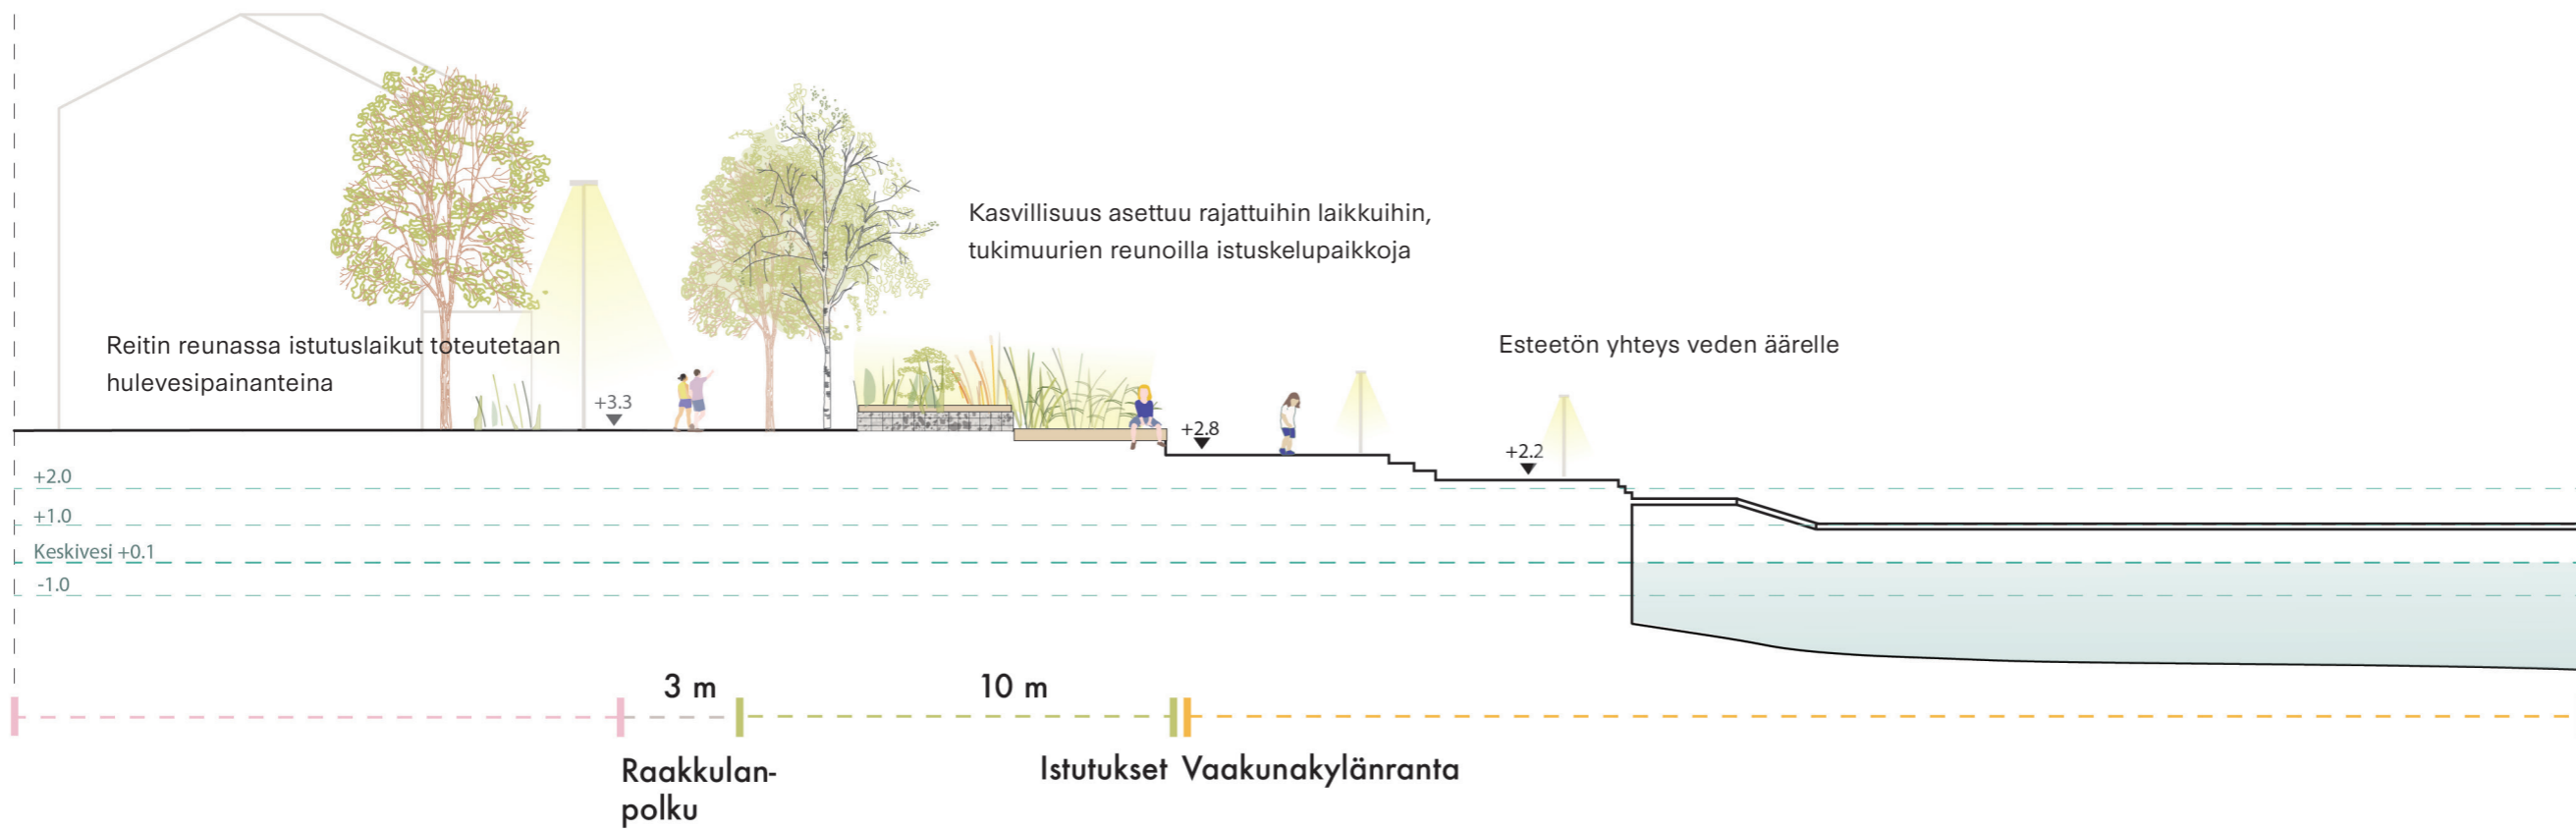 Kasvillisuus asettuu rajattuihin laikkuihin,
tukimuurien reunoilla istuskelupaikkoja
Reitin reunassa istutuslaikut toteutetaan
hulevesipainanteina
Esteetön yhteys veden äärelle
+3.3
+2.8
+2.2
+2.0
+1.0
Keskivesi +0.1
-1.0
3 m
10 m
Raakkulan-
polku
Istutukset
Vaakunakylänranta